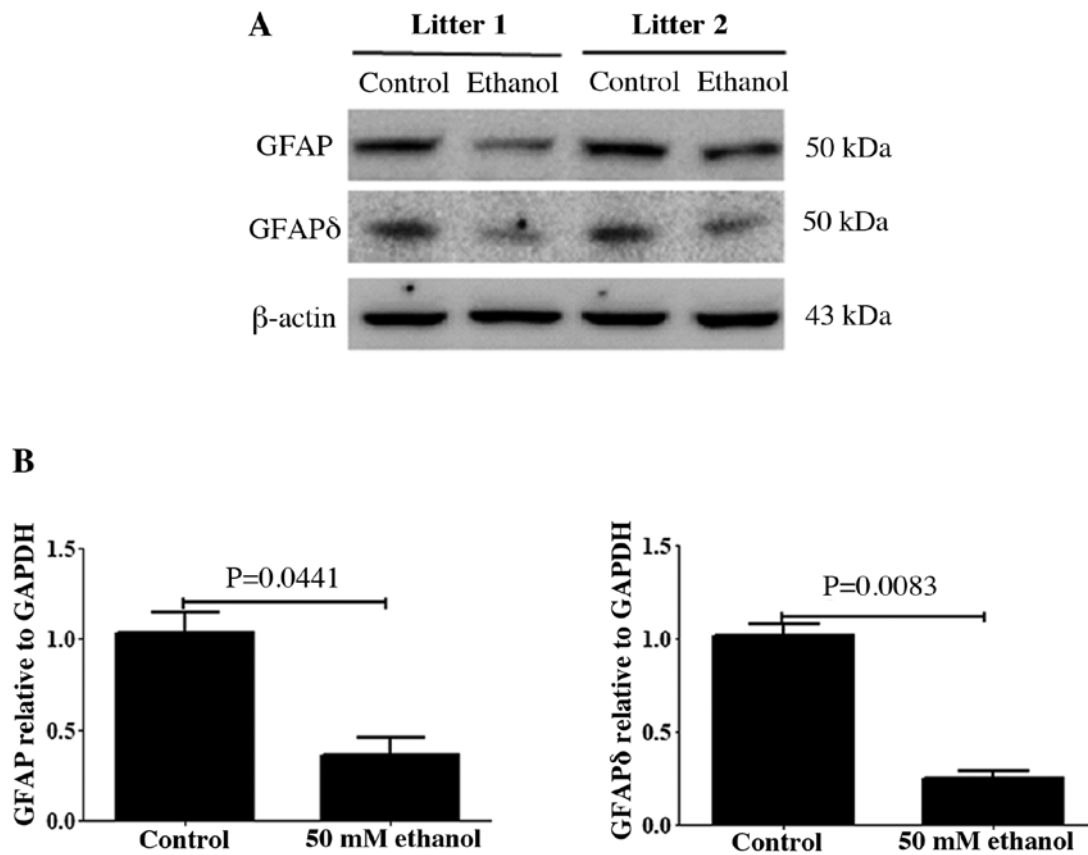 A
Litter 1 Litter 2
Control Ethanol Control Ethanol
GFAP 50 kDa
GFAPδ 50 kDa
β-actin 43 kDa
B
GFAP relative to GAPDH
1.5
1.0
0.5
0.0
P=0.0441
Control 50 mM ethanol
GFAPδ relative to GAPDH
1.5
1.0
0.5
0.0
P=0.0083
Control 50 mM ethanol